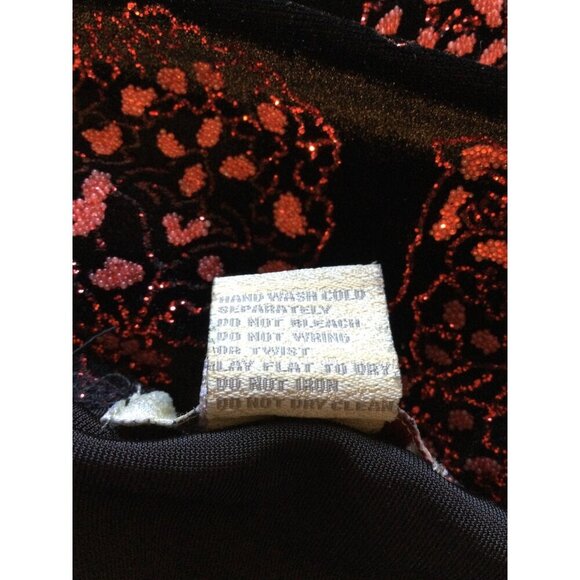 HAND WASH COLD
SEPARATELY
DO NOT BLEACH
DO NOT WRING
OR TWIST
LAY FLAT TO DRY
DO NOT IRON
DO NOT DRY CLEAN